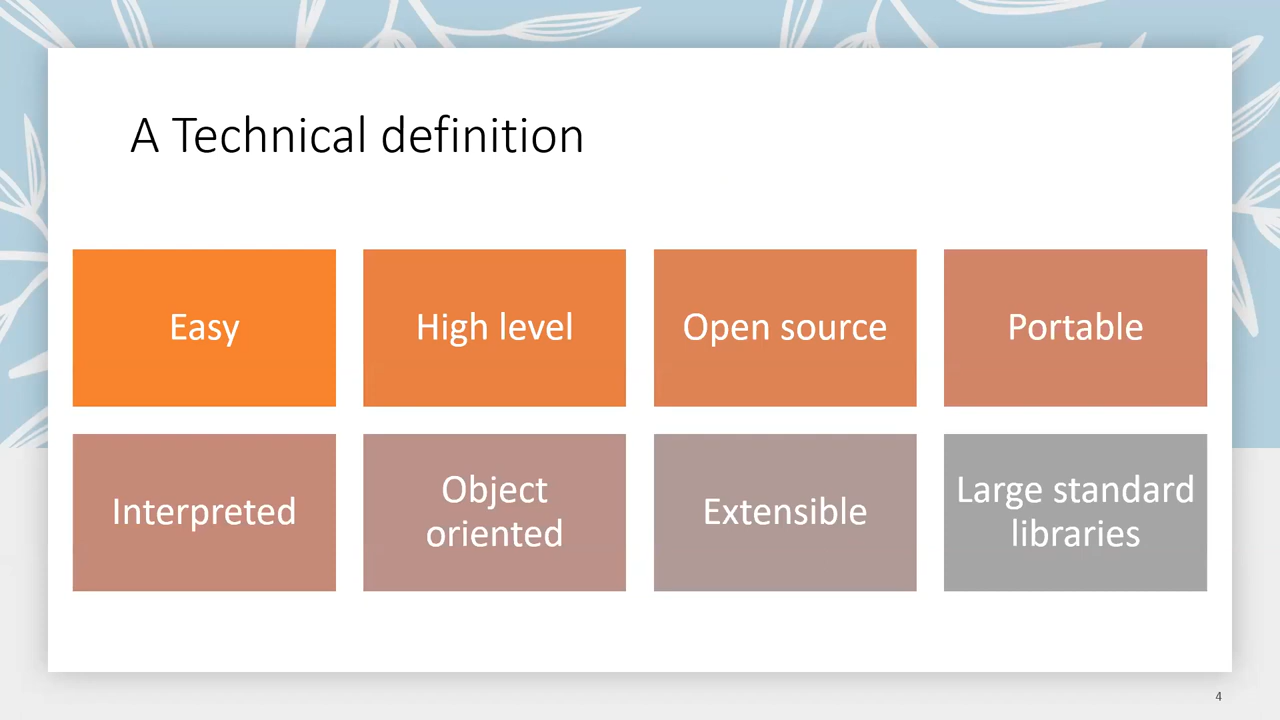 A Technical definition
Easy
High level
Open source
Portable
Interpreted
Object
oriented
Extensible
Large standard
libraries
4